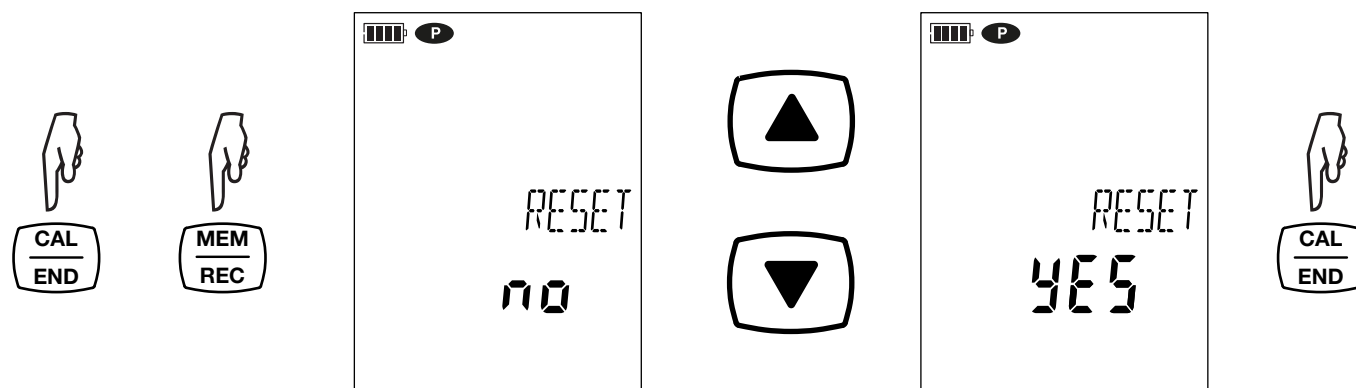 CAL
END
MEM
REC
P
RESET
no
P
RESET
YES
CAL
END